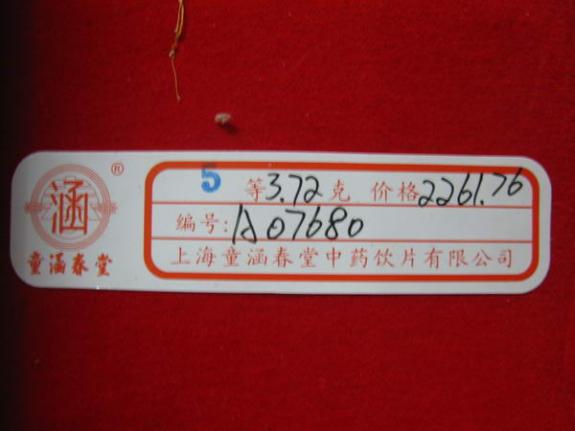 涵®
童涵春堂
5等3.72克 价格2261.76
编号:1A07680
上海童涵春堂中药饮片有限公司